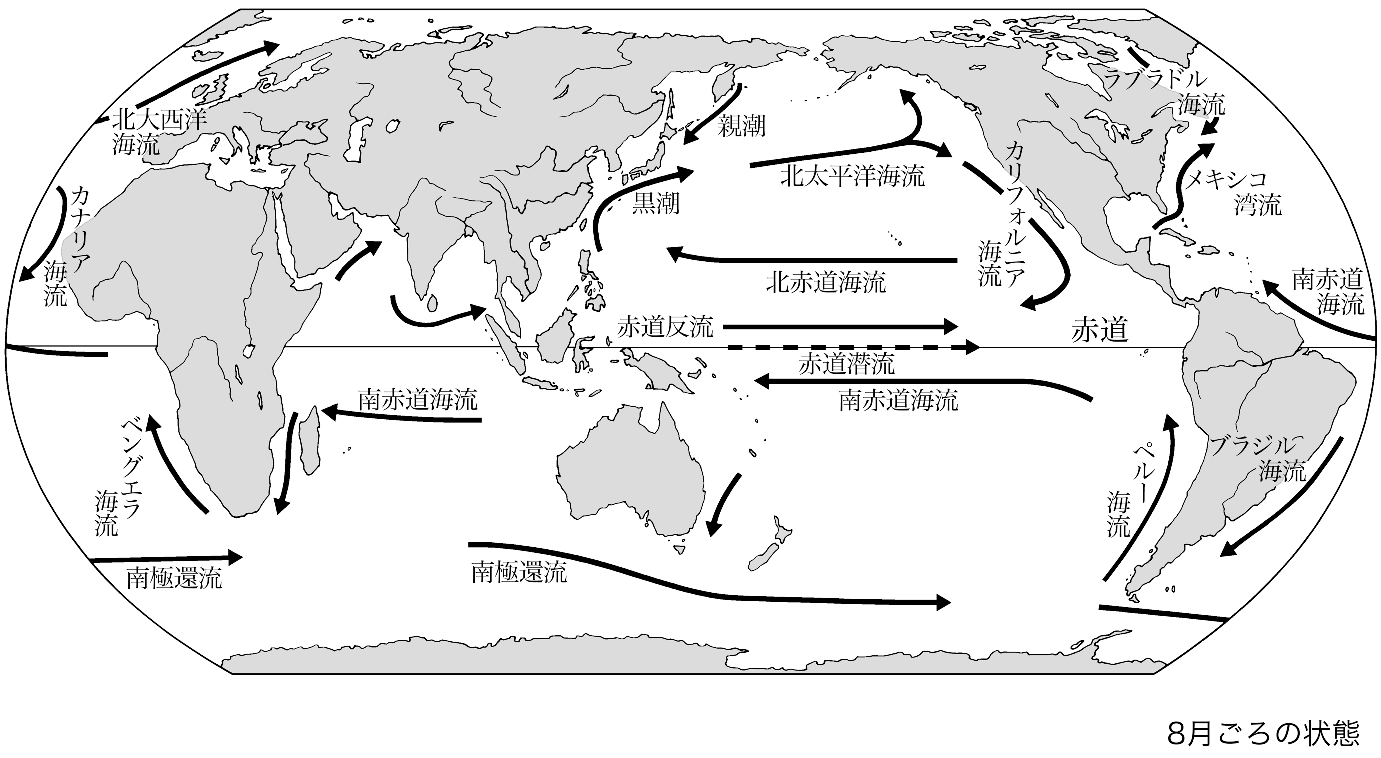 ラブラドル
海流
北大西洋
海流
親潮
カリフォルニア
海流
北太平洋海流
メキシコ
湾流
カナリア
海流
黒潮
北赤道海流
南赤道
海流
赤道反流
赤道
赤道潜流
南赤道海流
南赤道海流
ベングエラ
海流
ペルー
海流
ブラジル
海流
南極還流
南極還流
8月ごろの状態